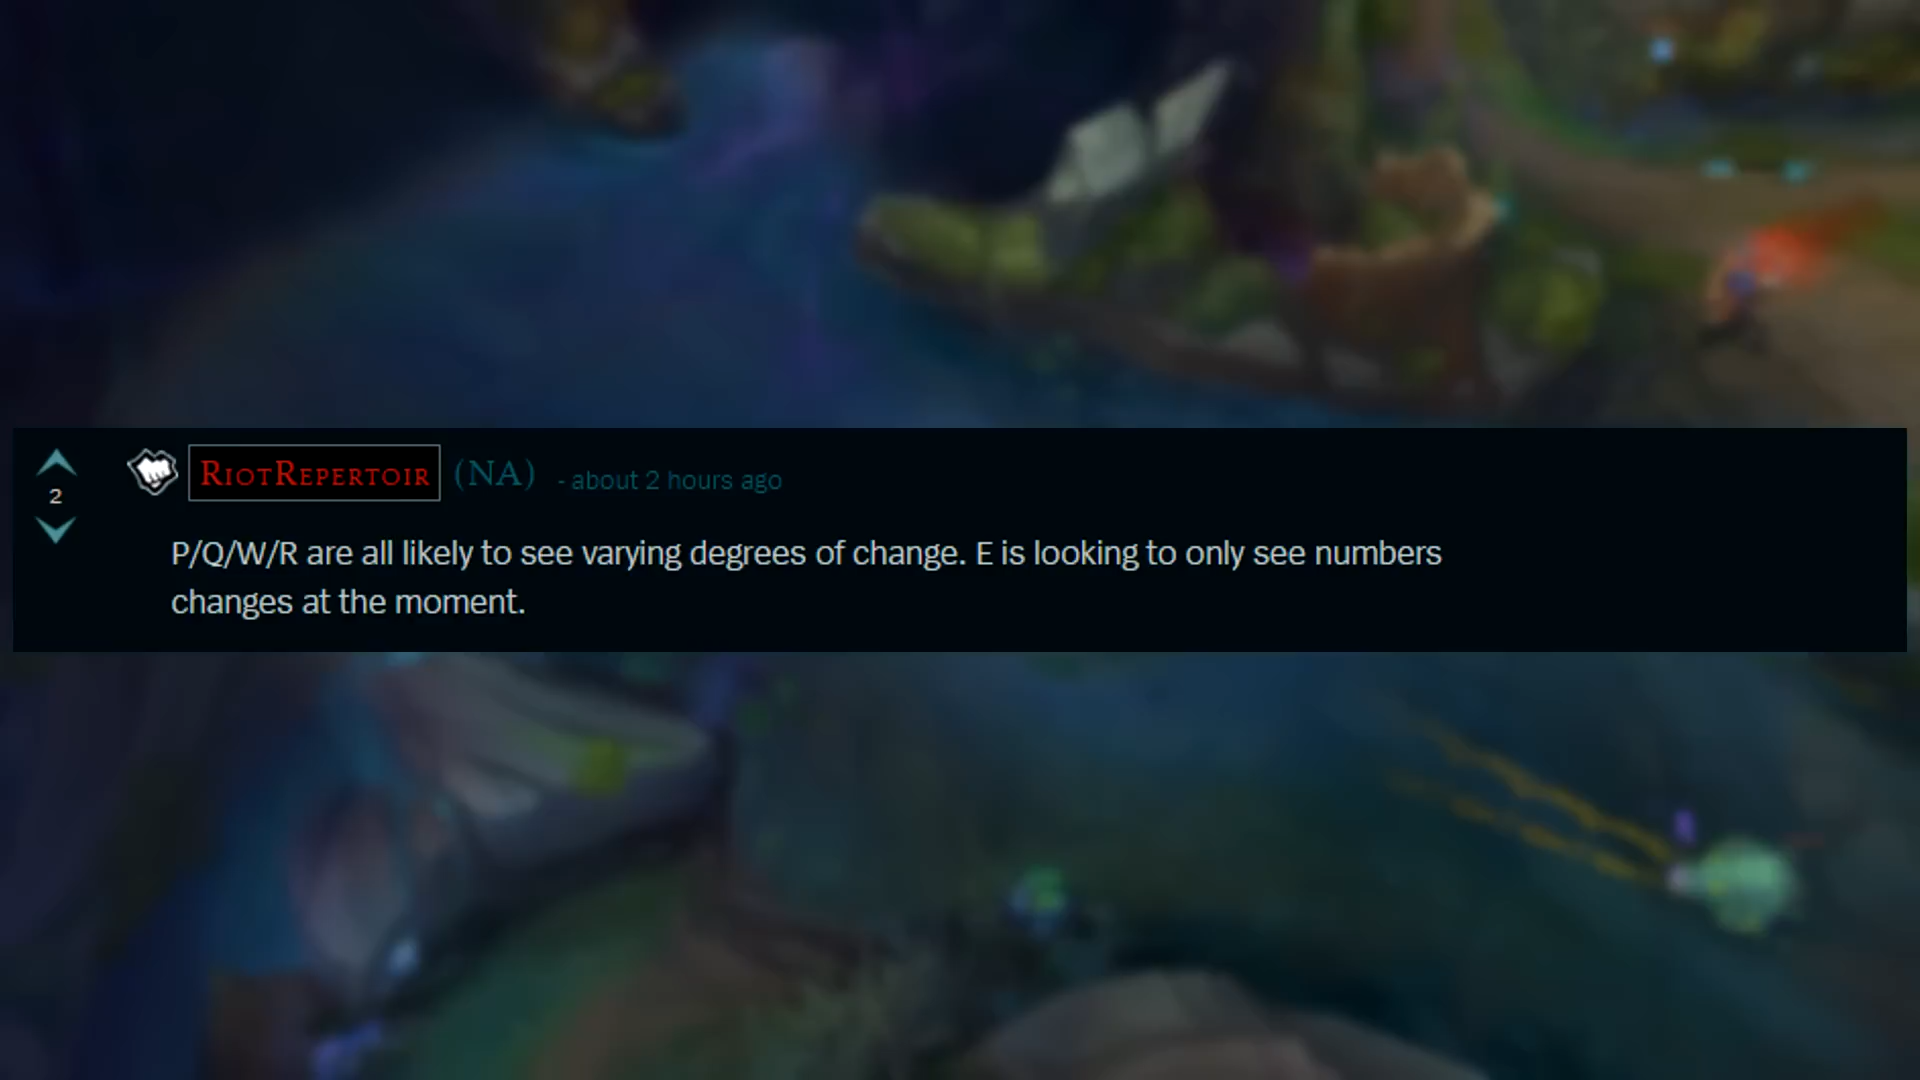 RiotRepertoir (NA) - about 2 hours ago
2
P/Q/W/R are all likely to see varying degrees of change. E is looking to only see numbers
changes at the moment.